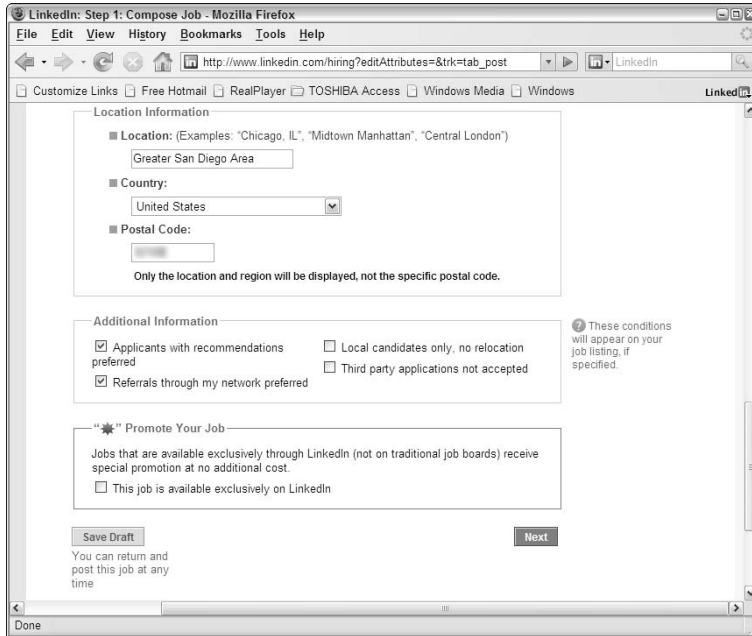 LinkedIn: Step 1: Compose Job - Mozilla Firefox
File Edit View History Bookmarks Tools Help
http://www.linkedin.com/hiring?editAttributes=&trk=tab_post
LinkedIn
Customize Links Free Hotmail RealPlayer TOSHIBA Access Windows Media Windows
Linked in
Location Information
Location: (Examples: “Chicago, IL”, “Midtown Manhattan”, “Central London”)
Greater San Diego Area
Country:
United States
Postal Code:
Only the location and region will be displayed, not the specific postal code.
Additional Information
Applicants with recommendations
preferred
Referrals through my network preferred
Local candidates only, no relocation
Third party applications not accepted
? These conditions
will appear on your
job listing, if
specified.
“ ” Promote Your Job
Jobs that are available exclusively through LinkedIn (not on traditional job boards) receive
special promotion at no additional cost.
This job is available exclusively on LinkedIn
Save Draft
Next
You can return and
post this job at any
time
Done